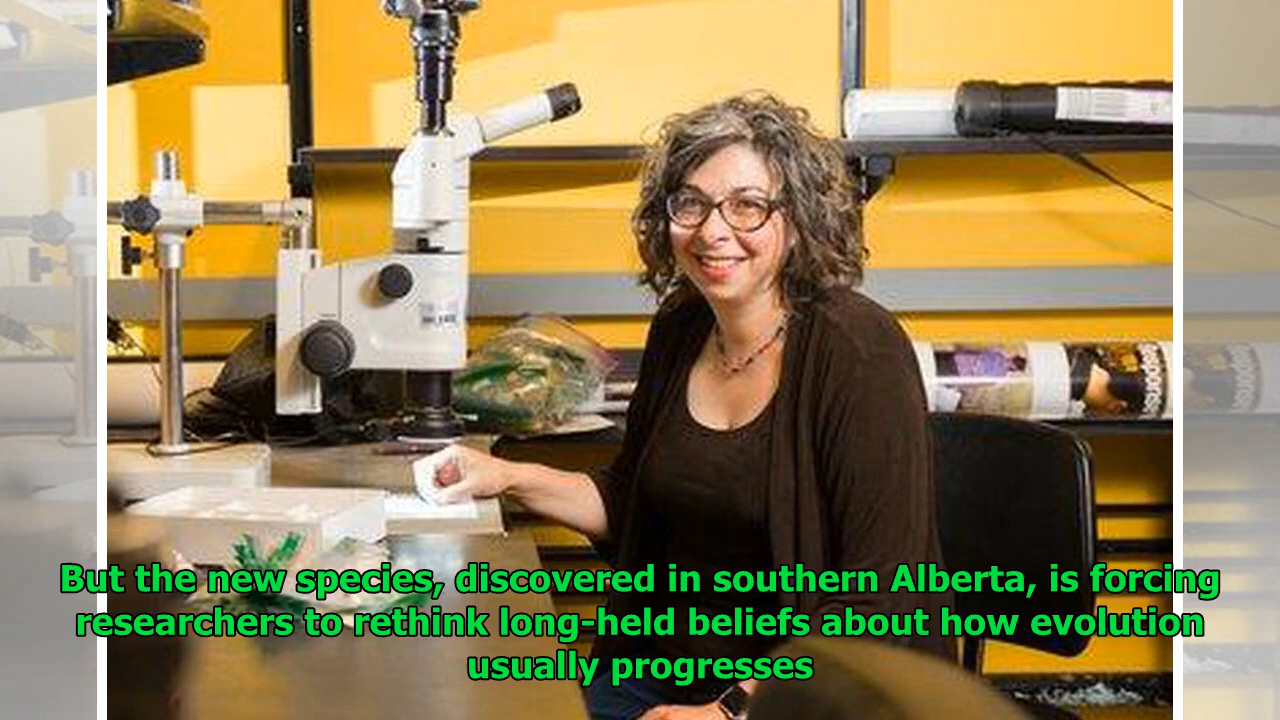 But the new species, discovered in southern Alberta, is forcing
researchers to rethink long-held beliefs about how evolution
usually progresses